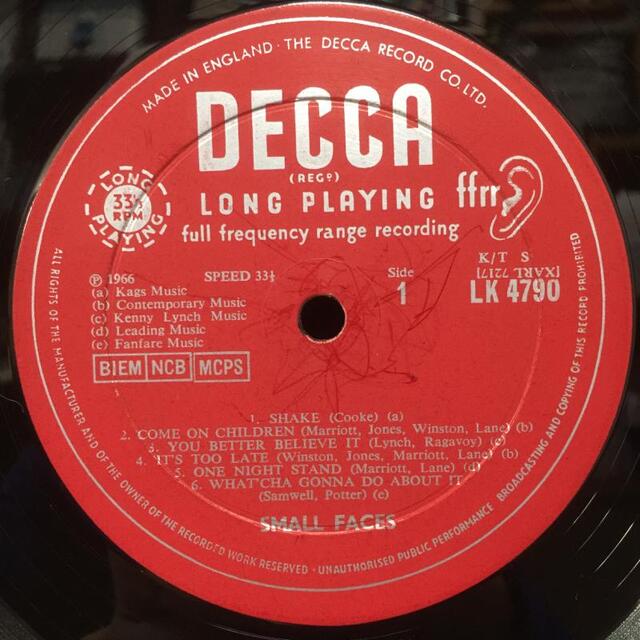 MADE IN ENGLAND · THE DECCA RECORD CO. LTD.
DECCA
(REGᴰ)
LONG PLAYING
33⅓
RPM
LONG PLAYING
ffrr
full frequency range recording
℗ 1966
SPEED 33⅓
Side
1
[XARL 7217]
S T/K
LK 4790
(a) Kags Music
(b) Contemporary Music
(c) Kenny Lynch Music
(d) Leading Music
(e) Fanfare Music
BIEM NCB MCPS
1. SHAKE (Cooke) (a)
2. COME ON CHILDREN (Marriott, Jones, Winston, Lane) (b)
3. YOU BETTER BELIEVE IT (Lynch, Ragavoy) (c)
4. IT'S TOO LATE (Winston, Jones, Marriott, Lane) (b)
5. ONE NIGHT STAND (Marriott, Lane) (d)
6. WHAT'CHA GONNA DO ABOUT IT
(Samwell, Potter) (e)
SMALL FACES
ALL RIGHTS OF THE MANUFACTURER AND OF THE OWNER OF THE RECORDED WORK RESERVED · UNAUTHORISED PUBLIC PERFORMANCE BROADCASTING AND COPYING OF THIS RECORD PROHIBITED